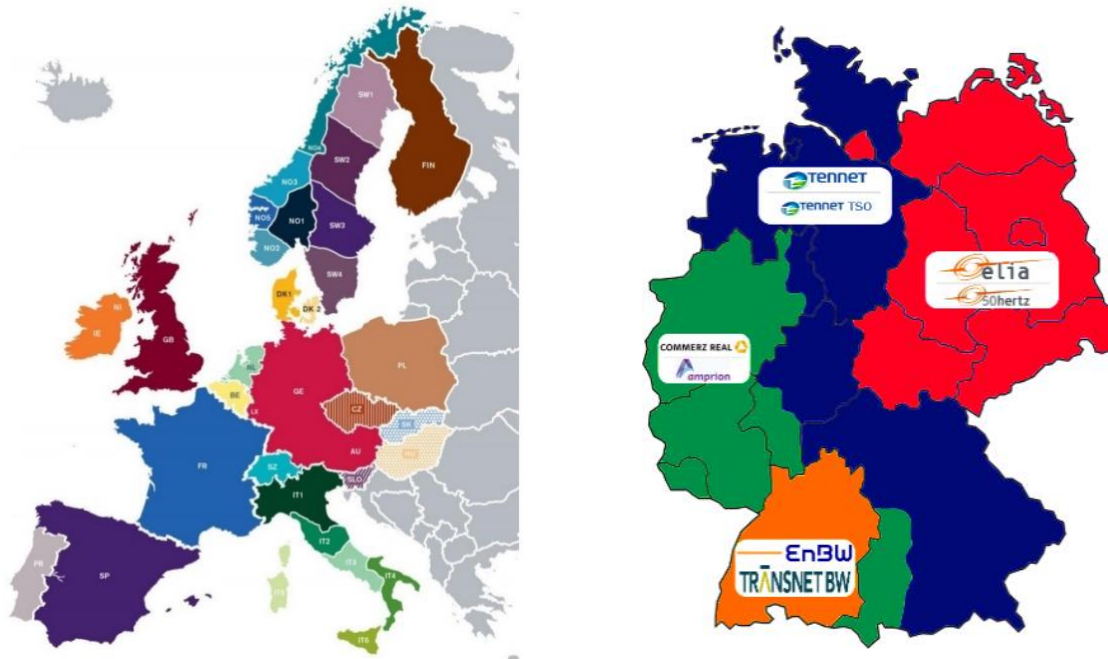 SW1
NO4
SW2
FIN
NO3
NO5
NO1
SW3
NO2
SW4
DK1
DK 2
NI
IE
GB
NL
BE
GE
PL
LX
CZ
SK
AU
FR
SZ
SLO
IT1
IT2
IT3
IT4
IT6
PR
SP
TENNET
TENNET TSO
elia
50hertz
COMMERZ REAL
amprion
EnBW
TRANSNET BW